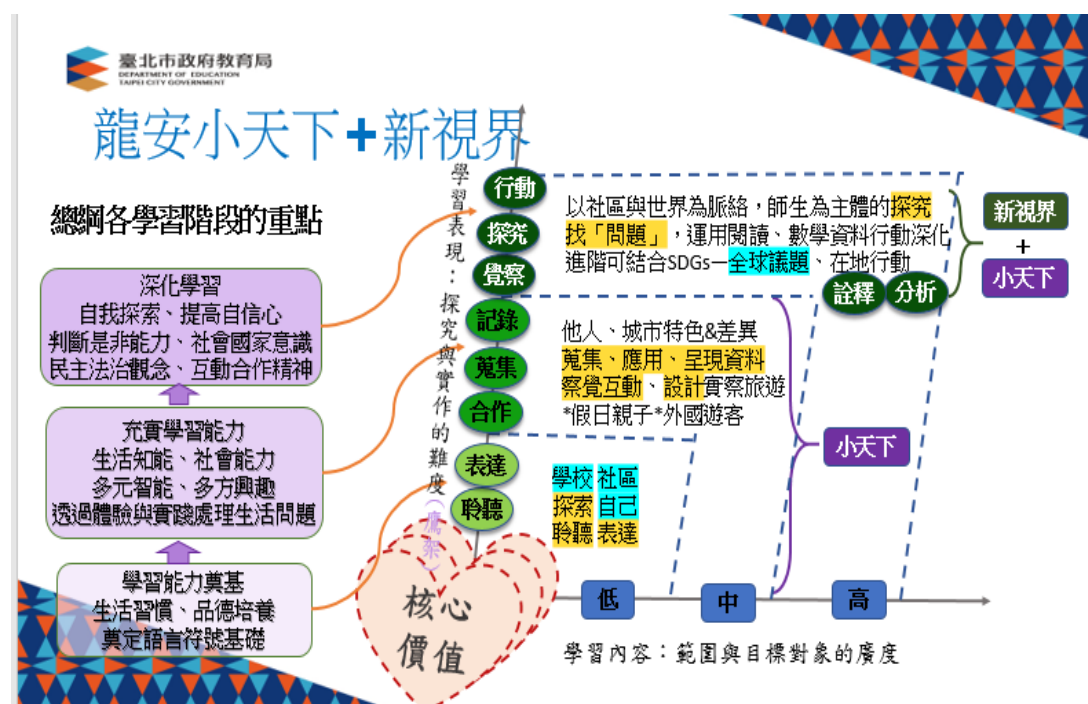 臺北市政府教育局
DEPARTMENT OF EDUCATION
TAIPEI CITY GOVERNMENT
龍安小天下+新視界
總綱各學習階段的重點
深化學習
自我探索、提高自信心
判斷是非能力、社會國家意識
民主法治觀念、互動合作精神
充實學習能力
生活知能、社會能力
多元智能、多方興趣
透過體驗與實踐處理生活問題
學習能力奠基
生活習慣、品德培養
奠定語言符號基礎
學習表現：探究與實作的難度(鷹架)
行動
探究
覺察
記錄
蒐集
合作
表達
聆聽
核心
價值
以社區與世界為脈絡，師生為主體的探究
找「問題」，運用閱讀、數學資料行動深化
進階可結合SDGs—全球議題、在地行動
詮釋
分析
他人、城市特色&差異
蒐集、應用、呈現資料
察覺互動、設計實察旅遊
*假日親子*外國遊客
學校 社區
探索 自己
聆聽 表達
新視界
+
小天下
小天下
低
中
高
學習內容：範圍與目標對象的廣度